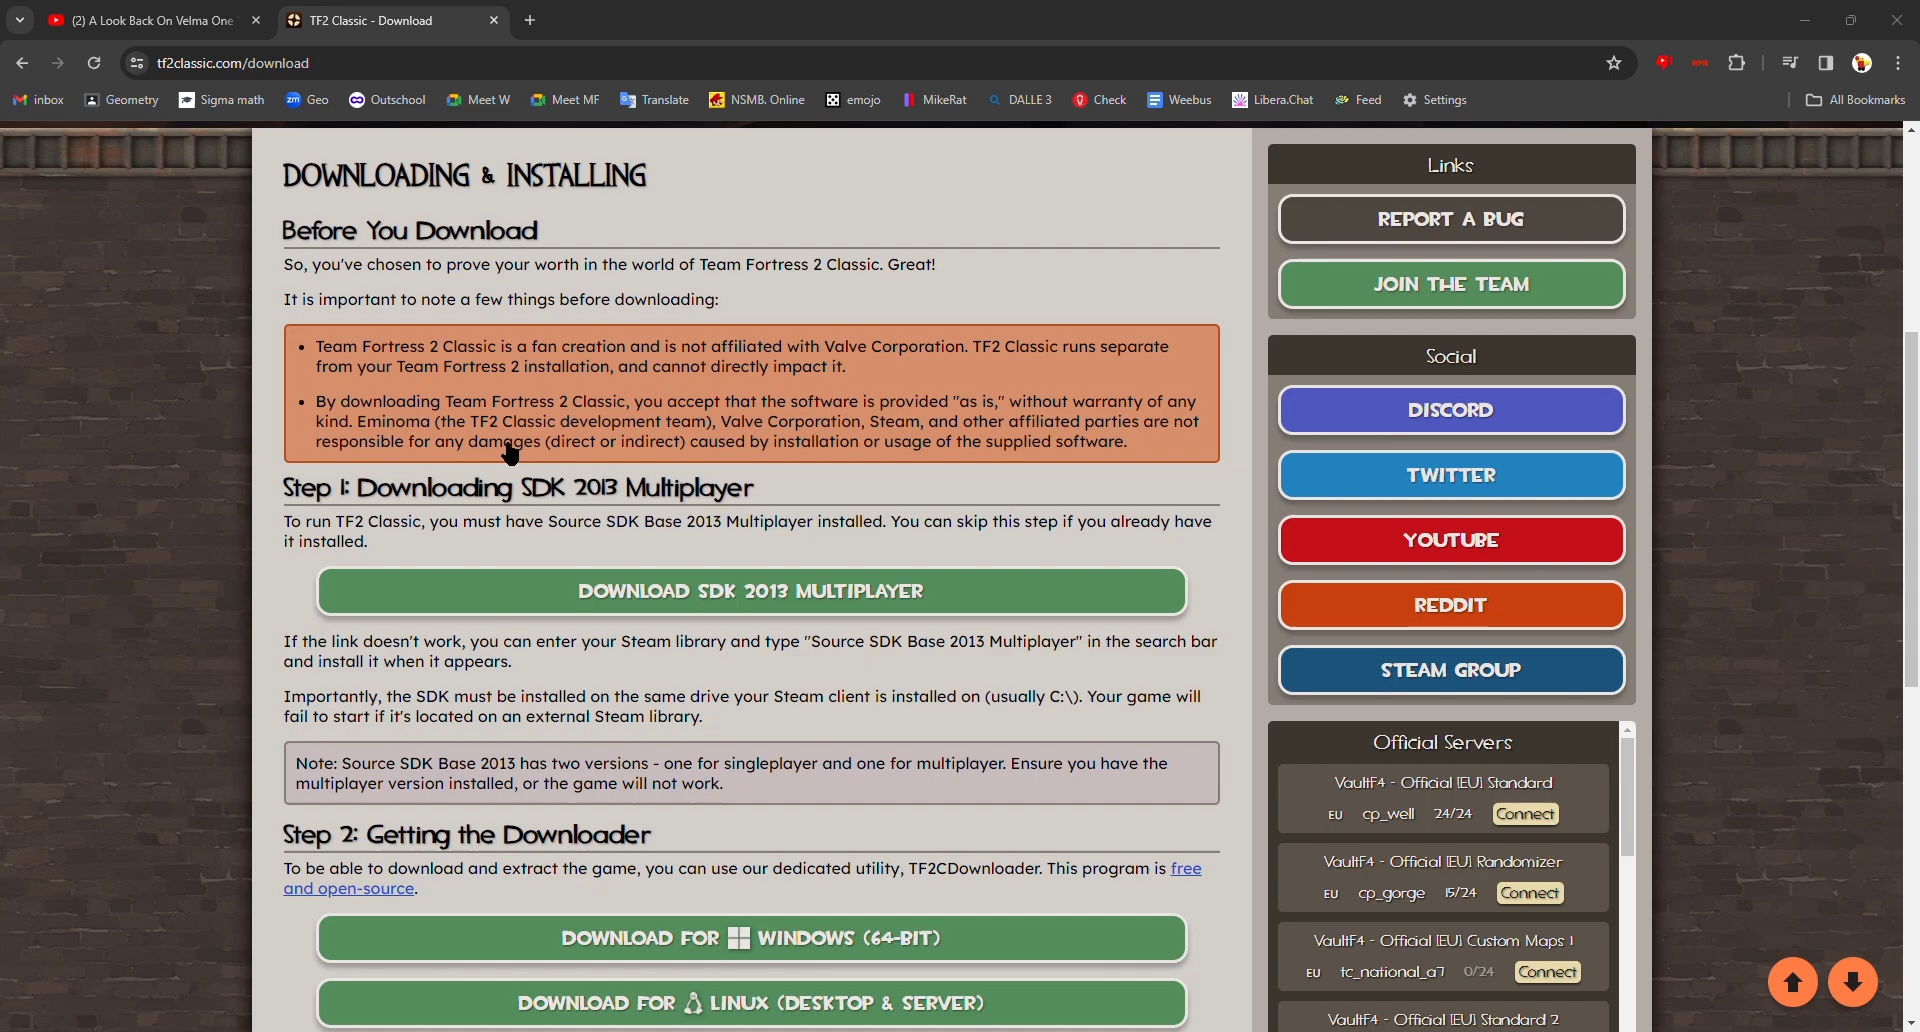 (2) A Look Back On Velma One
TF2 Classic - Download
tf2classic.com/download
inbox
Geometry
Sigma math
zm Geo
Outschool
Meet W
Meet MF
Translate
NSMB. Online
emojo
MikeRat
DALLE 3
Check
Weebus
Libera.Chat
Feed
Settings
All Bookmarks
DOWNLOADING & INSTALLING
Before You Download
So, you've chosen to prove your worth in the world of Team Fortress 2 Classic. Great!
It is important to note a few things before downloading:
• Team Fortress 2 Classic is a fan creation and is not affiliated with Valve Corporation. TF2 Classic runs separate
from your Team Fortress 2 installation, and cannot directly impact it.
• By downloading Team Fortress 2 Classic, you accept that the software is provided "as is," without warranty of any
kind. Eminoma (the TF2 Classic development team), Valve Corporation, Steam, and other affiliated parties are not
responsible for any damages (direct or indirect) caused by installation or usage of the supplied software.
Step 1: Downloading SDK 2013 Multiplayer
To run TF2 Classic, you must have Source SDK Base 2013 Multiplayer installed. You can skip this step if you already have
it installed.
DOWNLOAD SDK 2013 MULTIPLAYER
If the link doesn't work, you can enter your Steam library and type "Source SDK Base 2013 Multiplayer" in the search bar
and install it when it appears.
Importantly, the SDK must be installed on the same drive your Steam client is installed on (usually C:\). Your game will
fail to start if it's located on an external Steam library.
Note: Source SDK Base 2013 has two versions - one for singleplayer and one for multiplayer. Ensure you have the
multiplayer version installed, or the game will not work.
Step 2: Getting the Downloader
To be able to download and extract the game, you can use our dedicated utility, TF2CDownloader. This program is free
and open-source.
DOWNLOAD FOR WINDOWS (64-BIT)
DOWNLOAD FOR LINUX (DESKTOP & SERVER)
Links
REPORT A BUG
JOIN THE TEAM
Social
DISCORD
TWITTER
YOUTUBE
REDDIT
STEAM GROUP
Official Servers
VaultF4 - Official [EU] Standard
EU cp_well 24/24 Connect
VaultF4 - Official [EU] Randomizer
EU cp_gorge 15/24 Connect
VaultF4 - Official [EU] Custom Maps 1
EU tc_national_a7 0/24 Connect
VaultF4 - Official [EU] Standard 2